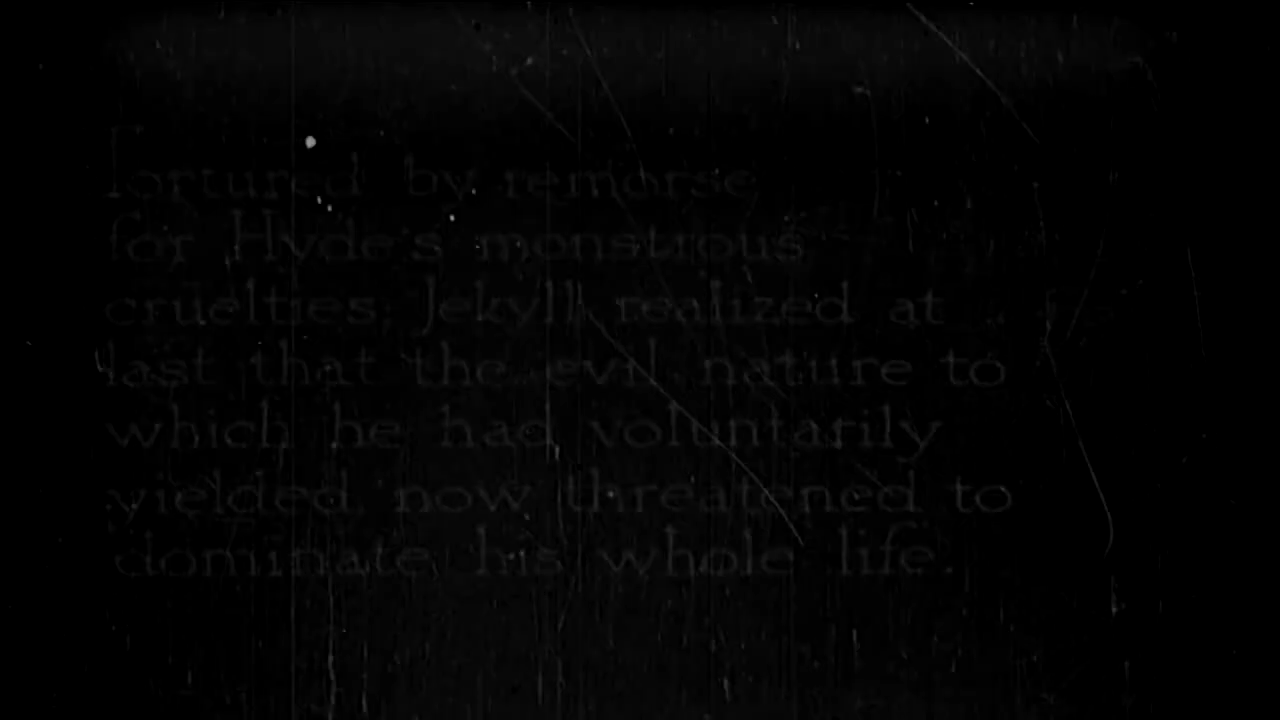 Tortured by remorse
for Hyde's monstrous
cruelties, Jekyll realized at
last that the evil nature to
which he had voluntarily
yielded now threatened to
dominate his whole life.